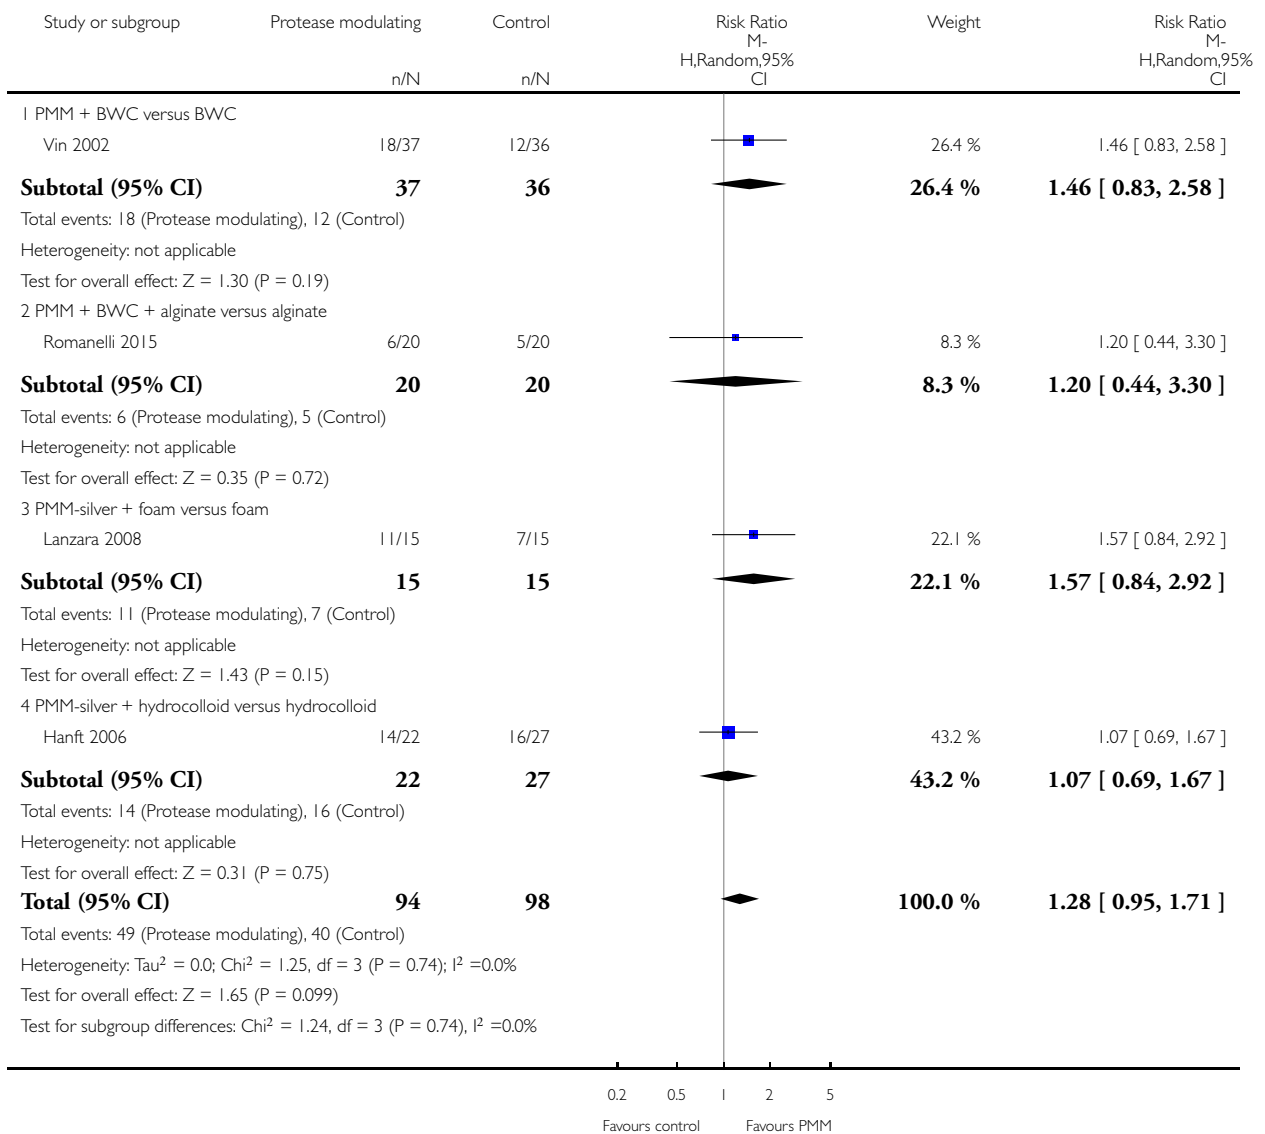 Study or subgroup Protease modulating Control Risk Ratio Weight Risk Ratio
M- M-
H,Random,95% H,Random,95%
n/N n/N CI CI
1 PMM + BWC versus BWC
Vin 2002 18/37 12/36 26.4 % 1.46 [ 0.83, 2.58 ]
Subtotal (95% CI) 37 36 26.4 % 1.46 [ 0.83, 2.58 ]
Total events: 18 (Protease modulating), 12 (Control)
Heterogeneity: not applicable
Test for overall effect: Z = 1.30 (P = 0.19)
2 PMM + BWC + alginate versus alginate
Romanelli 2015 6/20 5/20 8.3 % 1.20 [ 0.44, 3.30 ]
Subtotal (95% CI) 20 20 8.3 % 1.20 [ 0.44, 3.30 ]
Total events: 6 (Protease modulating), 5 (Control)
Heterogeneity: not applicable
Test for overall effect: Z = 0.35 (P = 0.72)
3 PMM-silver + foam versus foam
Lanzara 2008 11/15 7/15 22.1 % 1.57 [ 0.84, 2.92 ]
Subtotal (95% CI) 15 15 22.1 % 1.57 [ 0.84, 2.92 ]
Total events: 11 (Protease modulating), 7 (Control)
Heterogeneity: not applicable
Test for overall effect: Z = 1.43 (P = 0.15)
4 PMM-silver + hydrocolloid versus hydrocolloid
Hanft 2006 14/22 16/27 43.2 % 1.07 [ 0.69, 1.67 ]
Subtotal (95% CI) 22 27 43.2 % 1.07 [ 0.69, 1.67 ]
Total events: 14 (Protease modulating), 16 (Control)
Heterogeneity: not applicable
Test for overall effect: Z = 0.31 (P = 0.75)
Total (95% CI) 94 98 100.0 % 1.28 [ 0.95, 1.71 ]
Total events: 49 (Protease modulating), 40 (Control)
Heterogeneity: Tau² = 0.0; Chi² = 1.25, df = 3 (P = 0.74); I² =0.0%
Test for overall effect: Z = 1.65 (P = 0.099)
Test for subgroup differences: Chi² = 1.24, df = 3 (P = 0.74), I² =0.0%
0.2 0.5 1 2 5
Favours control Favours PMM